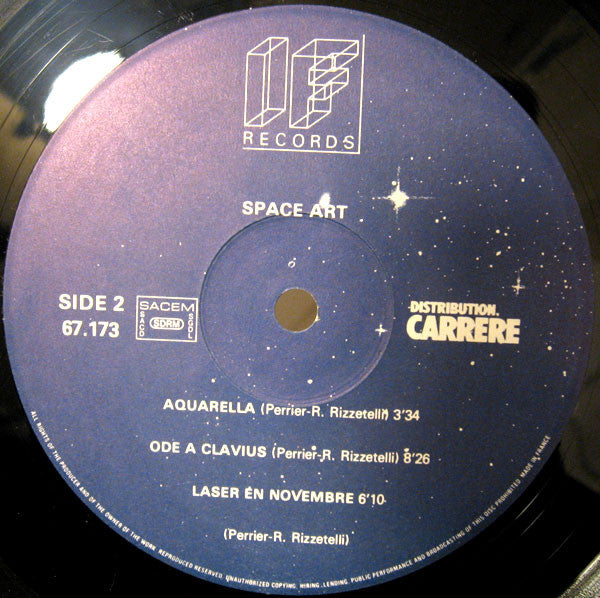 IF
RECORDS
SPACE ART
SIDE 2
67.173
SACEM
SACD
SDRM
SGDL
DISTRIBUTION.
CARRERE
AQUARELLA (Perrier-R. Rizzetelli) 3'34
ODE A CLAVIUS (Perrier-R. Rizzetelli) 8'26
LASER EN NOVEMBRE 6'10
(Perrier-R. Rizzetelli)
ALL RIGHTS OF THE PRODUCER AND OF THE OWNER OF THE WORK REPRODUCED RESERVED. UNAUTHORIZED COPYING, HIRING, LENDING, PUBLIC PERFORMANCE AND BROADCASTING OF THIS DISC PROHIBITED. MADE IN FRANCE